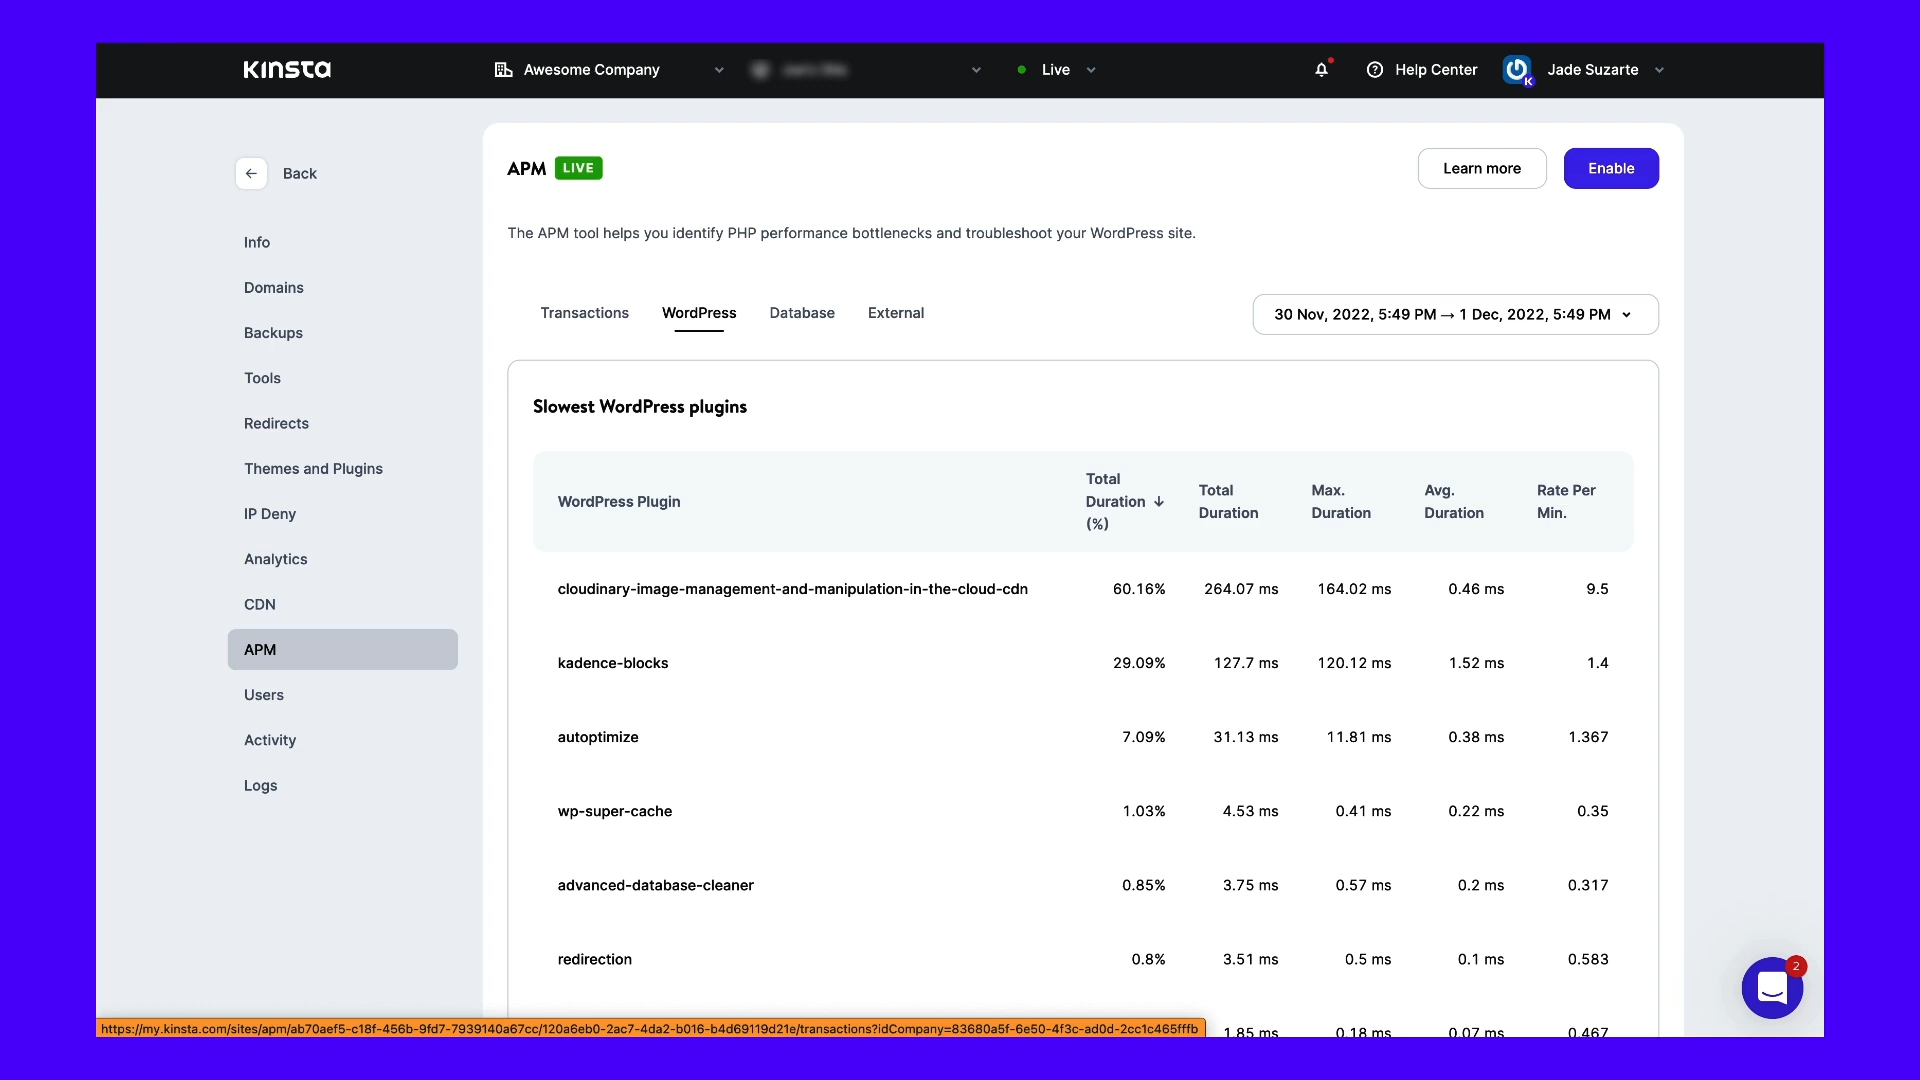 KINSTA
Awesome Company
Live
Help Center
Jade Suzarte
Back
Info
Domains
Backups
Tools
Redirects
Themes and Plugins
IP Deny
Analytics
CDN
APM
Users
Activity
Logs
APM LIVE
Learn more
Enable
The APM tool helps you identify PHP performance bottlenecks and troubleshoot your WordPress site.
Transactions WordPress Database External
30 Nov, 2022, 5:49 PM → 1 Dec, 2022, 5:49 PM
Slowest WordPress plugins
WordPress Plugin
Total
Duration ↓
(%)
Total
Duration
Max.
Duration
Avg.
Duration
Rate Per
Min.
cloudinary-image-management-and-manipulation-in-the-cloud-cdn 60.16% 264.07 ms 164.02 ms 0.46 ms 9.5
kadence-blocks 29.09% 127.7 ms 120.12 ms 1.52 ms 1.4
autoptimize 7.09% 31.13 ms 11.81 ms 0.38 ms 1.367
wp-super-cache 1.03% 4.53 ms 0.41 ms 0.22 ms 0.35
advanced-database-cleaner 0.85% 3.75 ms 0.57 ms 0.2 ms 0.317
redirection 0.8% 3.51 ms 0.5 ms 0.1 ms 0.583
1.85 ms 0.18 ms 0.07 ms 0.467
2
https://my.kinsta.com/sites/apm/ab70aef5-c18f-456b-9fd7-7939140a67cc/120a6eb0-2ac7-4da2-b016-b4d69119d21e/transactions?idCompany=83680a5f-6e50-4f3c-ad0d-2cc1c465fffb